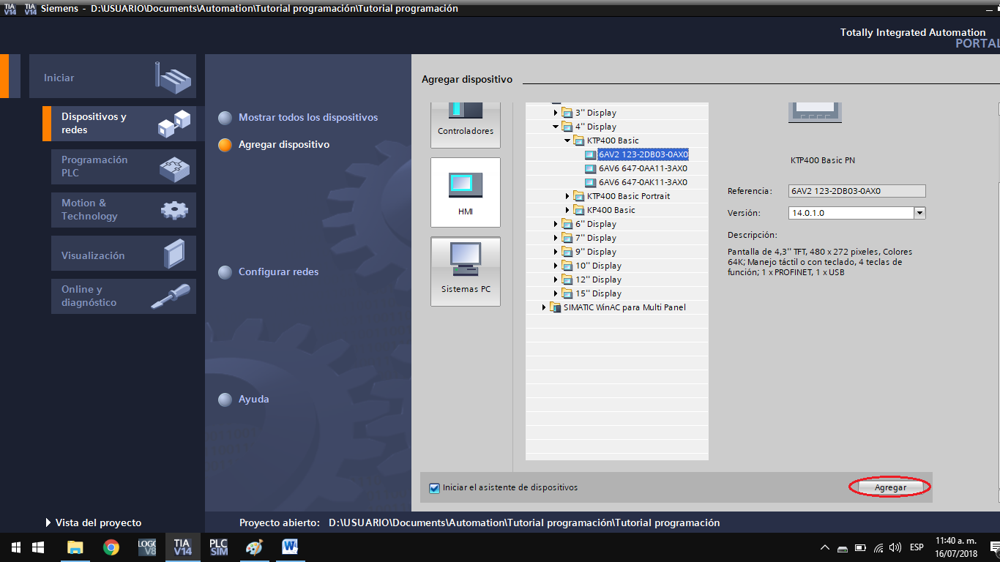 TIA V14 TIA V14 Siemens - D:\USUARIO\Documents\Automation\Tutorial programación\Tutorial programación
Totally Integrated Automation
PORTAL
Iniciar
Dispositivos y
redes
Programación
PLC
Motion &
Technology
Visualización
Online y
diagnóstico
Mostrar todos los dispositivos
Agregar dispositivo
Configurar redes
Ayuda
Agregar dispositivo
Controladores
HMI
Sistemas PC
3'' Display
4'' Display
KTP400 Basic
6AV2 123-2DB03-0AX0
6AV6 647-0AA11-3AX0
6AV6 647-0AK11-3AX0
KTP400 Basic Portrait
KP400 Basic
6'' Display
7'' Display
9'' Display
10'' Display
12'' Display
15'' Display
SIMATIC WinAC para Multi Panel
KTP400 Basic PN
Referencia: 6AV2 123-2DB03-0AX0
Versión: 14.0.1.0
Descripción:
Pantalla de 4,3'' TFT, 480 x 272 pixeles, Colores
64K; Manejo táctil o con teclado, 4 teclas de
función; 1 x PROFINET, 1 x USB
Iniciar el asistente de dispositivos
Agregar
Vista del proyecto
Proyecto abierto: D:\USUARIO\Documents\Automation\Tutorial programación\Tutorial programación
LOGO V8
TIA V14
PLC SIM
ESP
11:40 a. m.
16/07/2018